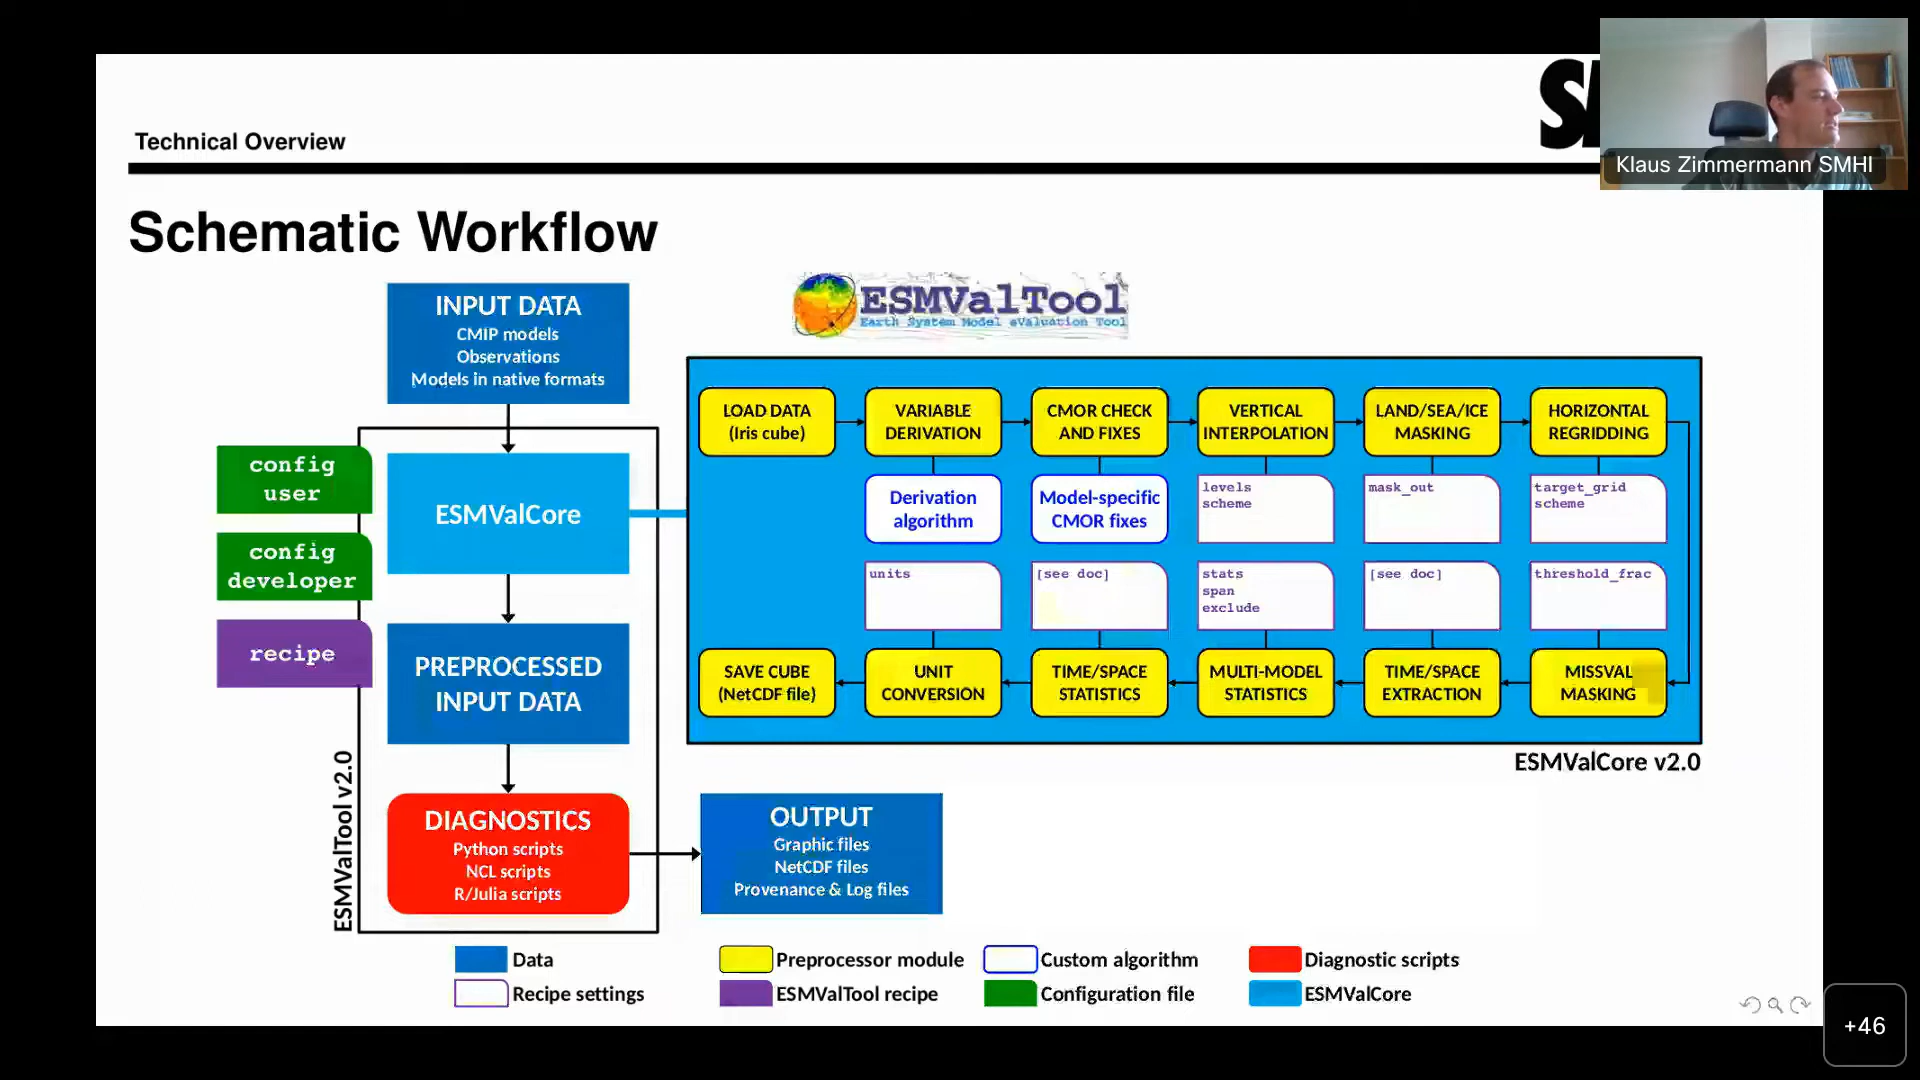 Klaus Zimmermann SMHI
Technical Overview
Schematic Workflow
INPUT DATA
CMIP models
Observations
Models in native formats
ESMValTool
Earth System Model eValuation Tool
config
user
config
developer
recipe
ESMValCore
PREPROCESSED
INPUT DATA
ESMValTool v2.0
DIAGNOSTICS
Python scripts
NCL scripts
R/Julia scripts
LOAD DATA
(Iris cube)
VARIABLE
DERIVATION
CMOR CHECK
AND FIXES
VERTICAL
INTERPOLATION
LAND/SEA/ICE
MASKING
HORIZONTAL
REGRIDDING
Derivation
algorithm
Model-specific
CMOR fixes
levels
scheme
mask_out
target_grid
scheme
units
[see doc]
stats
span
exclude
[see doc]
threshold_frac
SAVE CUBE
(NetCDF file)
UNIT
CONVERSION
TIME/SPACE
STATISTICS
MULTI-MODEL
STATISTICS
TIME/SPACE
EXTRACTION
MISSVAL
MASKING
ESMValCore v2.0
OUTPUT
Graphic files
NetCDF files
Provenance & Log files
Data
Preprocessor module
Custom algorithm
Diagnostic scripts
Recipe settings
ESMValTool recipe
Configuration file
ESMValCore
+46